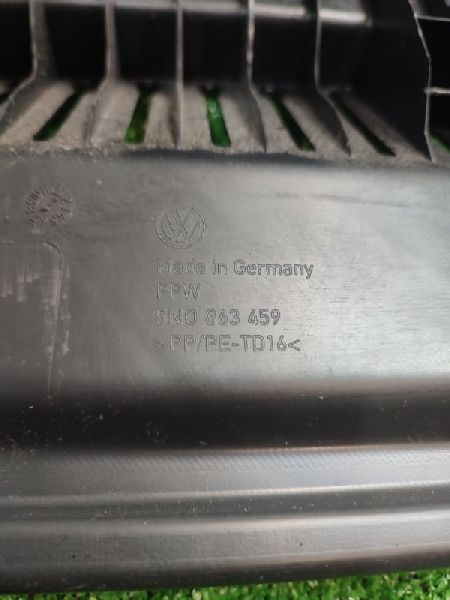 Made in Germany
PPW
5N0 863 459
>PP/PE-TD16<